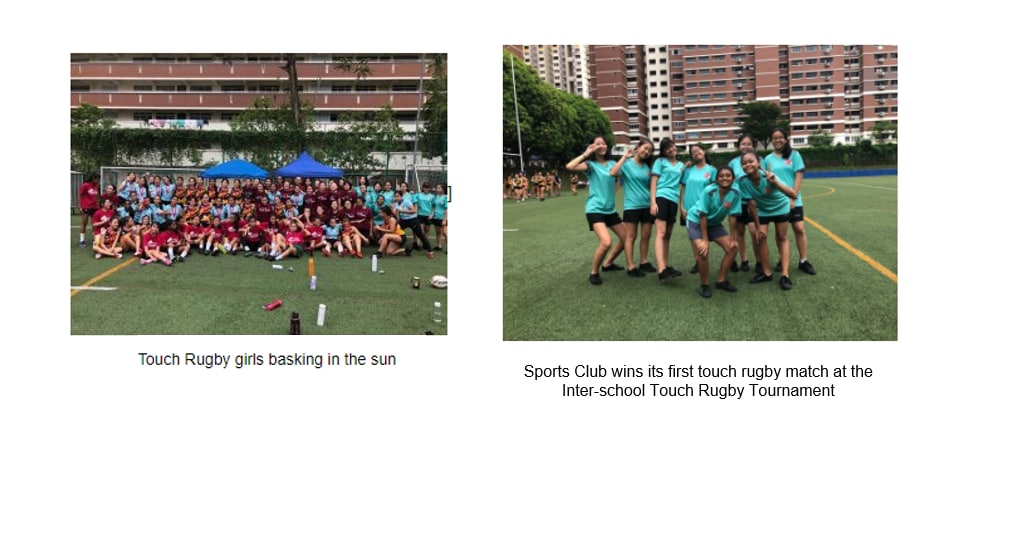 ]
Touch Rugby girls basking in the sun
Sports Club wins its first touch rugby match at the
Inter-school Touch Rugby Tournament